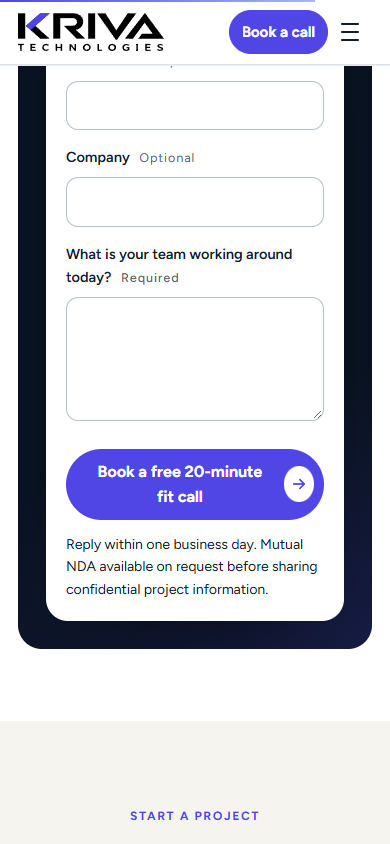 KRIVA
TECHNOLOGIES
Book a call
Company Optional
What is your team working around
today? Required
Book a free 20-minute
fit call
Reply within one business day. Mutual
NDA available on request before sharing
confidential project information.
START A PROJECT